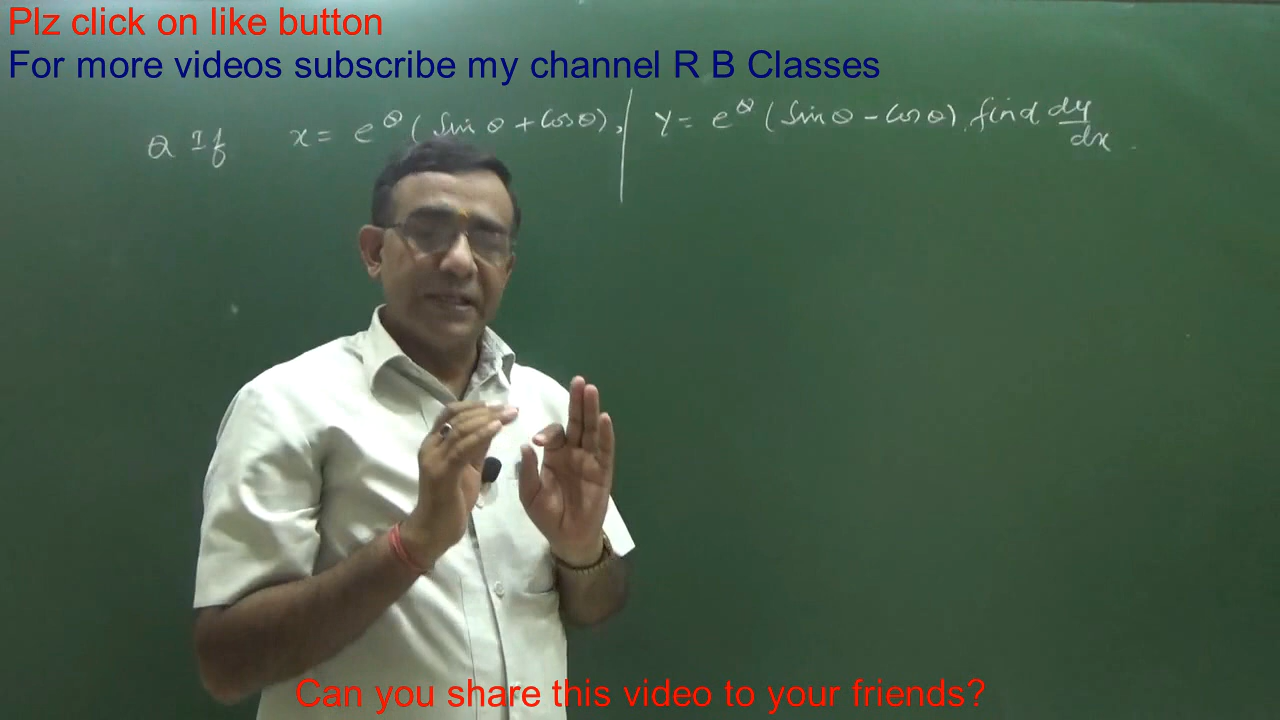 Plz click on like button
For more videos subscribe my channel R B Classes
Q If x = e^θ (Sin θ + Cosθ), y = e^θ (Sin θ - Cos θ). find dy/dx.
Can you share this video to your friends?